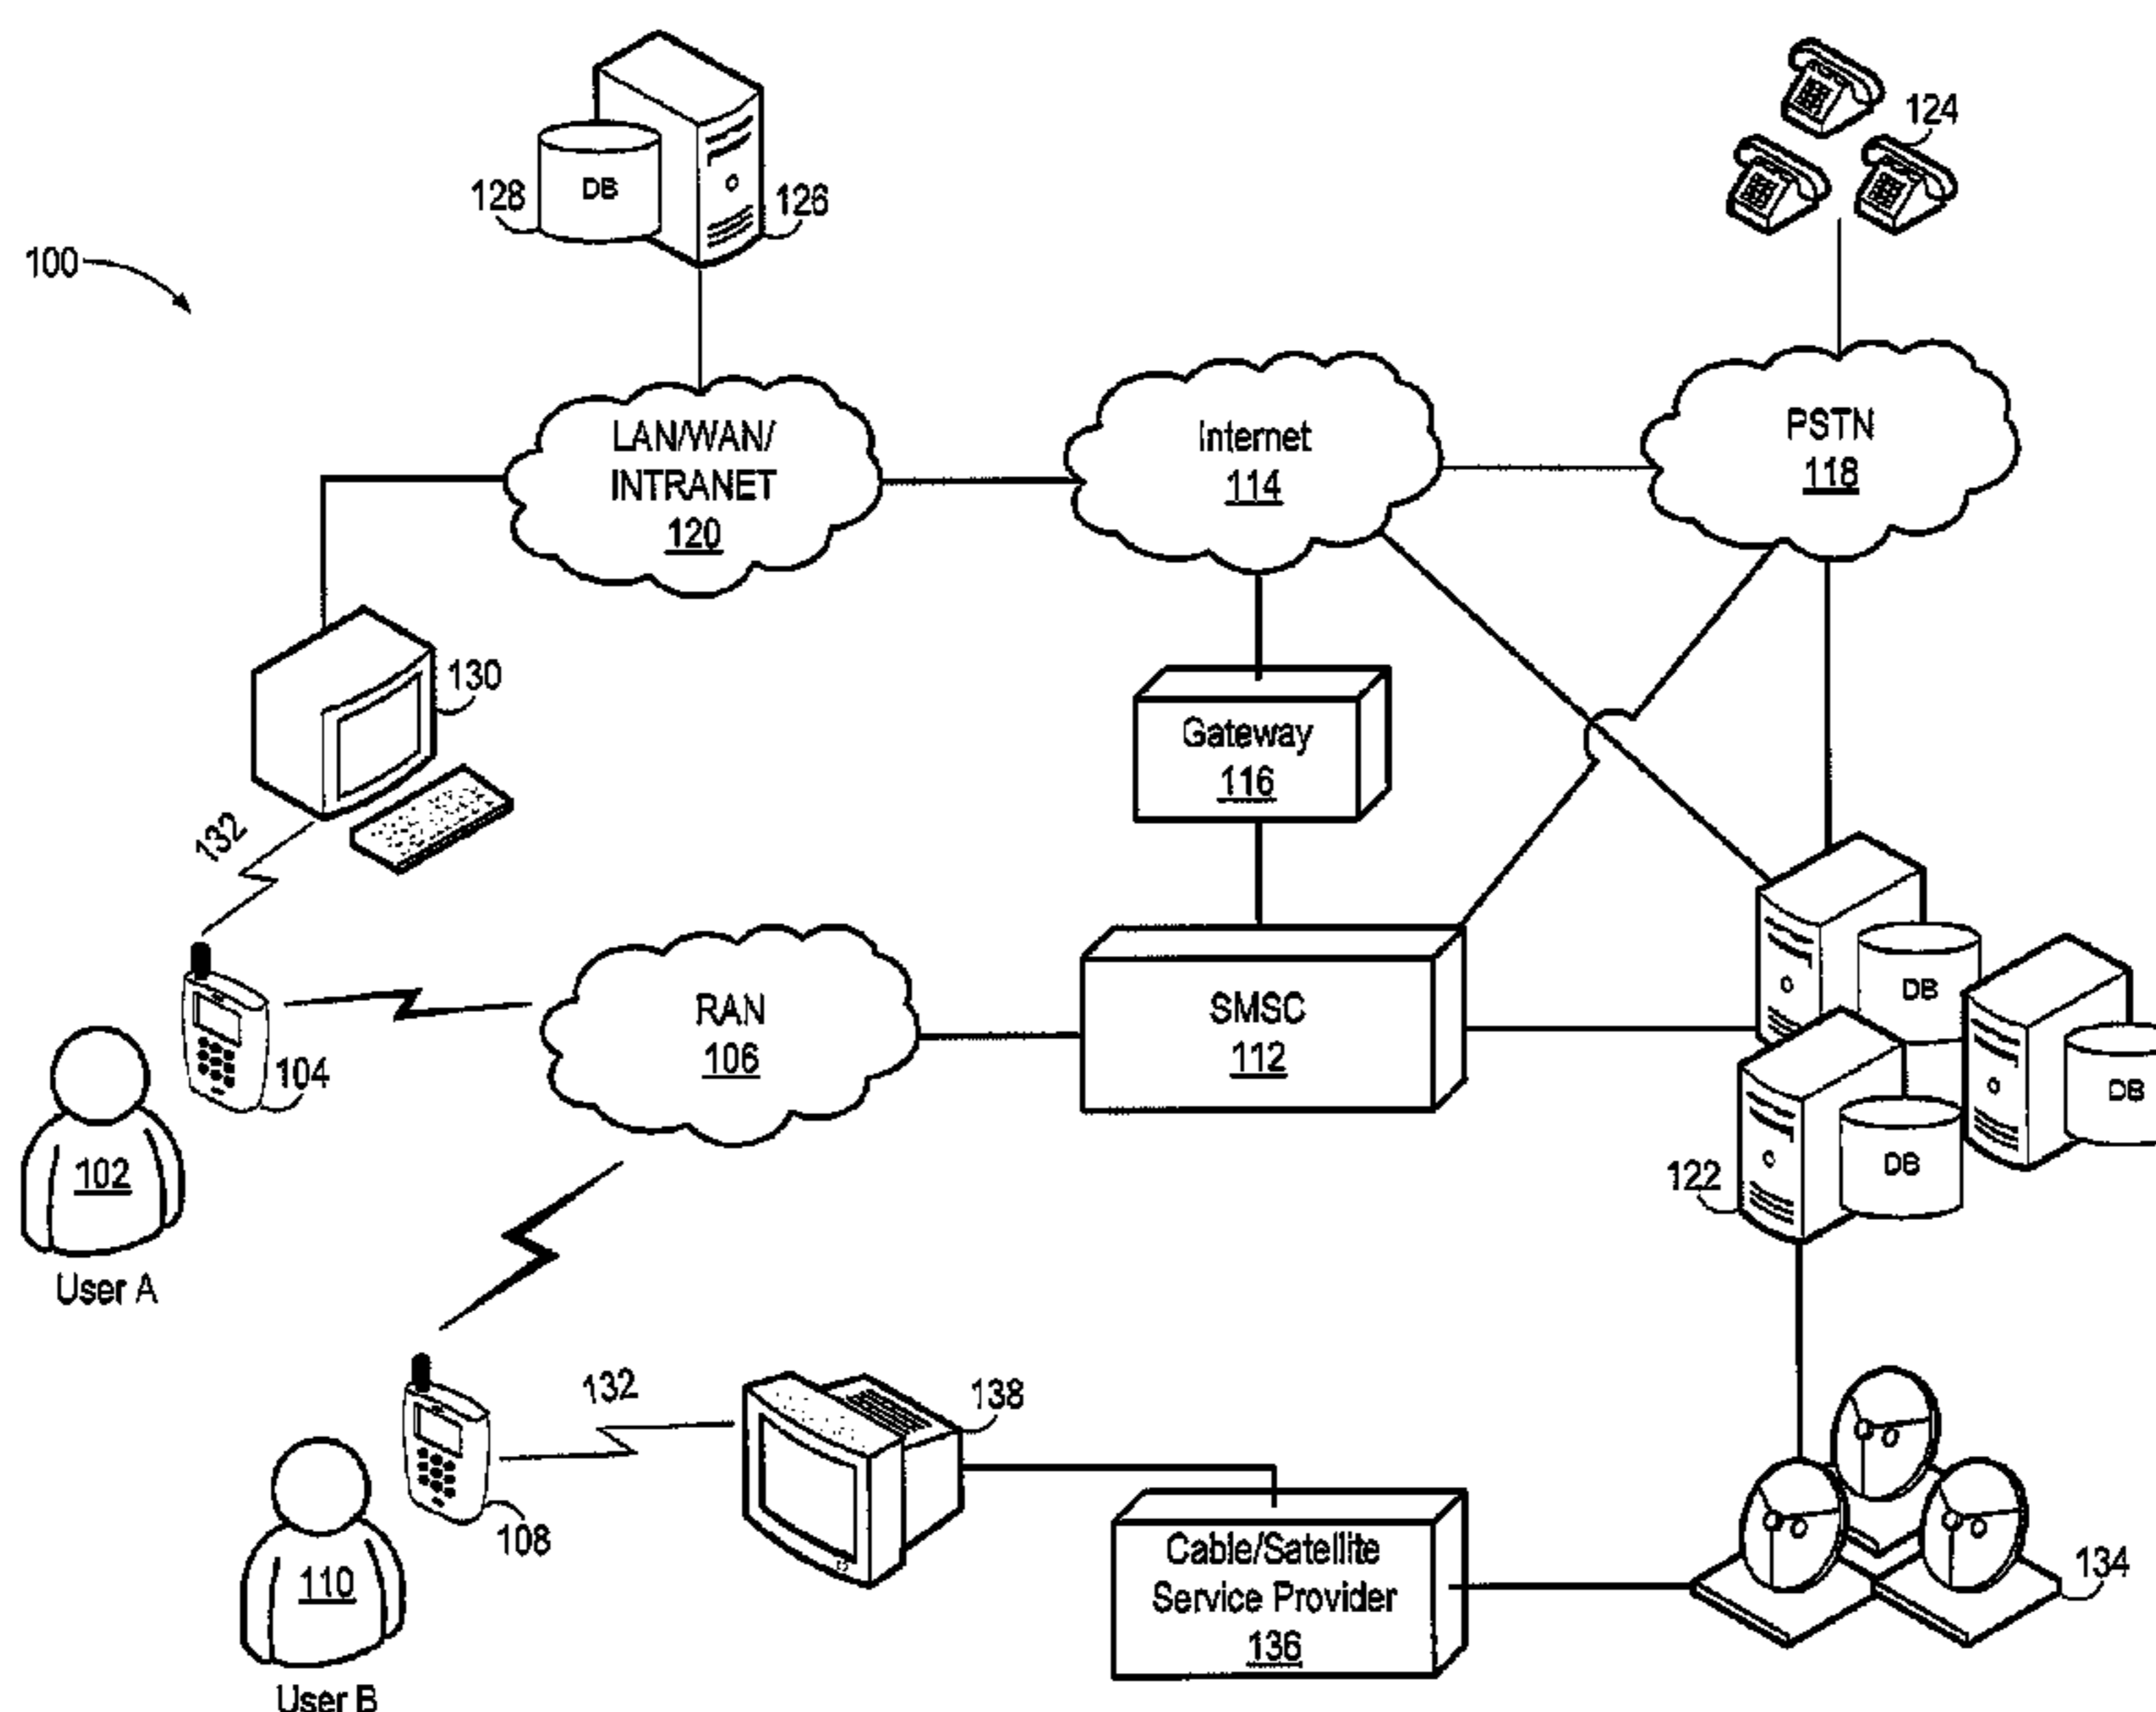 124
DB
128
126
100
LAN/WAN/
INTRANET
120
Internet
114
PSTN
118
130
Gateway
116
132
RAN
106
SMSC
112
DB
104
DB
102
DB
122
User A
132
138
108
Cable/Satellite
Service Provider
136
134
110
User B